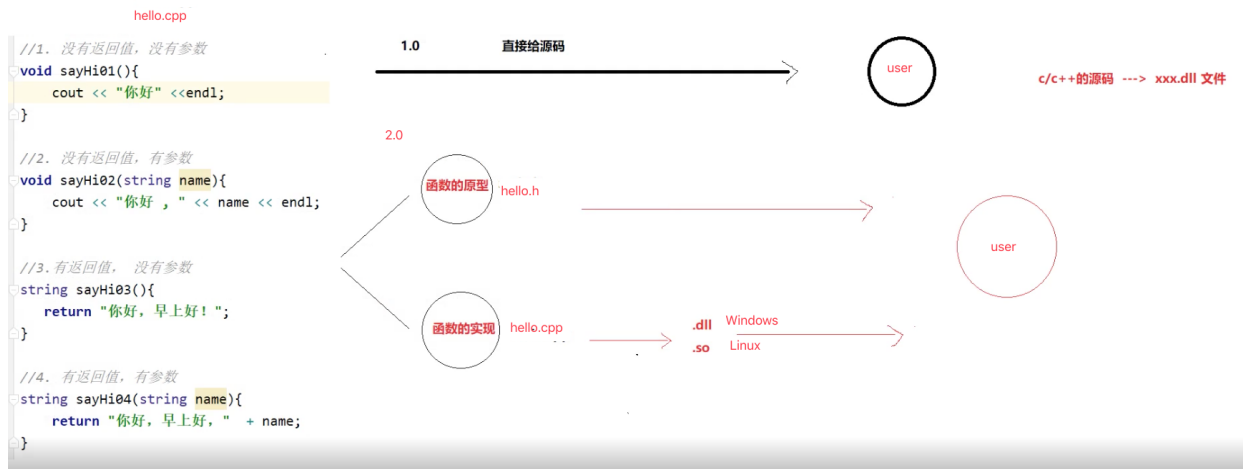 hello.cpp
//1. 没有返回值，没有参数
void sayHi01(){
cout << "你好" <<endl;
}
//2. 没有返回值，有参数
void sayHi02(string name){
cout << "你好 , " << name << endl;
}
//3.有返回值， 没有参数
string sayHi03(){
return "你好，早上好！";
}
//4. 有返回值，有参数
string sayHi04(string name){
return "你好，早上好，" + name;
}
1.0 直接给源码
user
c/c++的源码 ---> xxx.dll 文件
2.0
函数的原型
hello.h
user
函数的实现
hello.cpp
.dll Windows
.so Linux